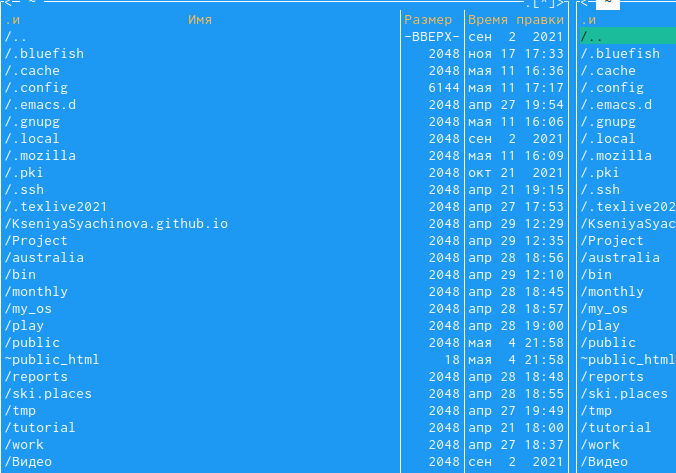 <─ ~ ─.[^]> <─ ~
.и Имя Размер Время правки .и
/.. -ВВЕРХ- сен 2 2021 /..
/.bluefish 2048 ноя 17 17:33 /.bluefish
/.cache 2048 мая 11 16:36 /.cache
/.config 6144 мая 11 17:17 /.config
/.emacs.d 2048 апр 27 19:54 /.emacs.d
/.gnupg 2048 мая 11 16:06 /.gnupg
/.local 2048 сен 2 2021 /.local
/.mozilla 2048 мая 11 16:09 /.mozilla
/.pki 2048 окт 21 2021 /.pki
/.ssh 2048 апр 21 19:15 /.ssh
/.texlive2021 2048 апр 27 17:53 /.texlive202
/KseniyaSyachinova.github.io 2048 апр 29 12:29 /KseniyaSyac
/Project 2048 апр 29 12:35 /Project
/australia 2048 апр 28 18:56 /australia
/bin 2048 апр 29 12:10 /bin
/monthly 2048 апр 28 18:45 /monthly
/my_os 2048 апр 28 18:57 /my_os
/play 2048 апр 28 19:00 /play
/public 2048 мая 4 21:58 /public
~public_html 18 мая 4 21:58 ~public_html
/reports 2048 апр 28 18:48 /reports
/ski.places 2048 апр 28 18:55 /ski.places
/tmp 2048 апр 27 19:49 /tmp
/tutorial 2048 апр 21 18:00 /tutorial
/work 2048 апр 27 18:37 /work
/Видео 2048 сен 2 2021 /Видео